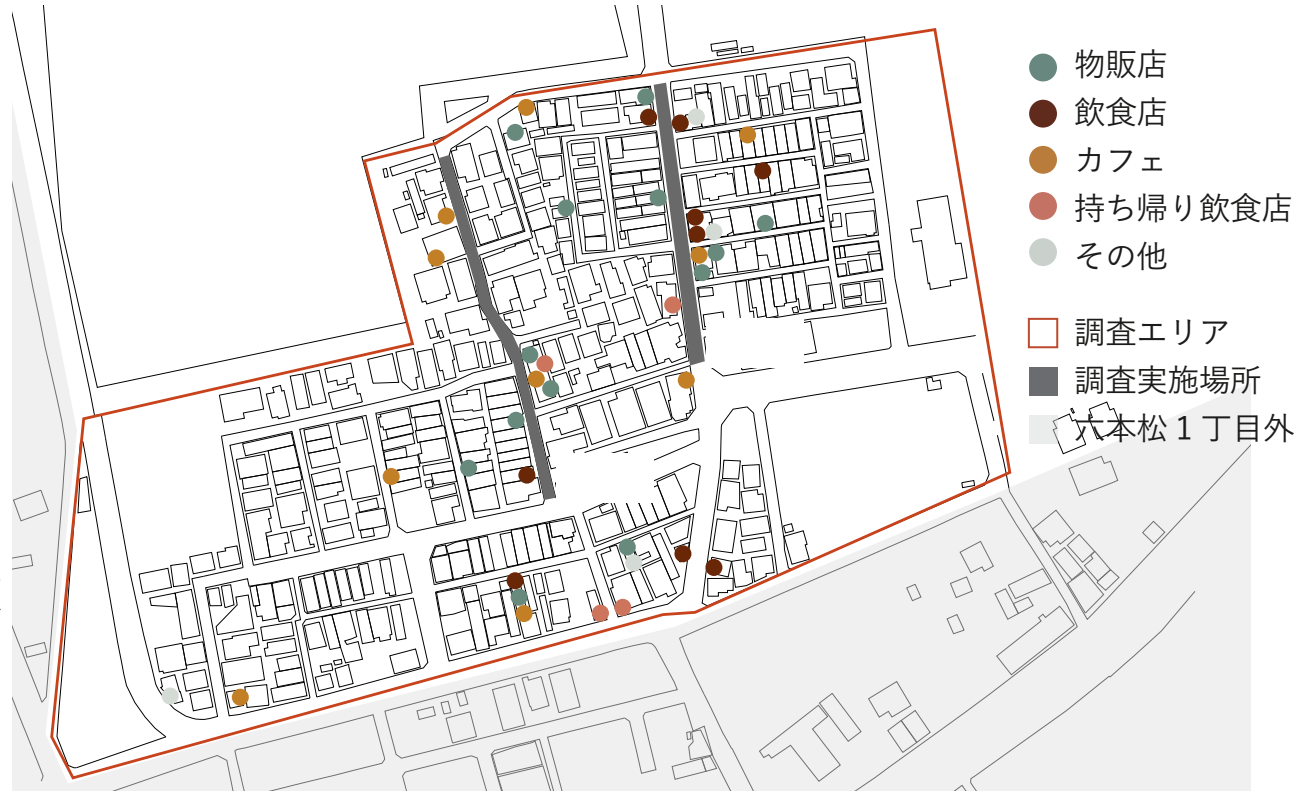 物販店
飲食店
カフェ
持ち帰り飲食店
その他
調査エリア
調査実施場所
六本松1丁目外